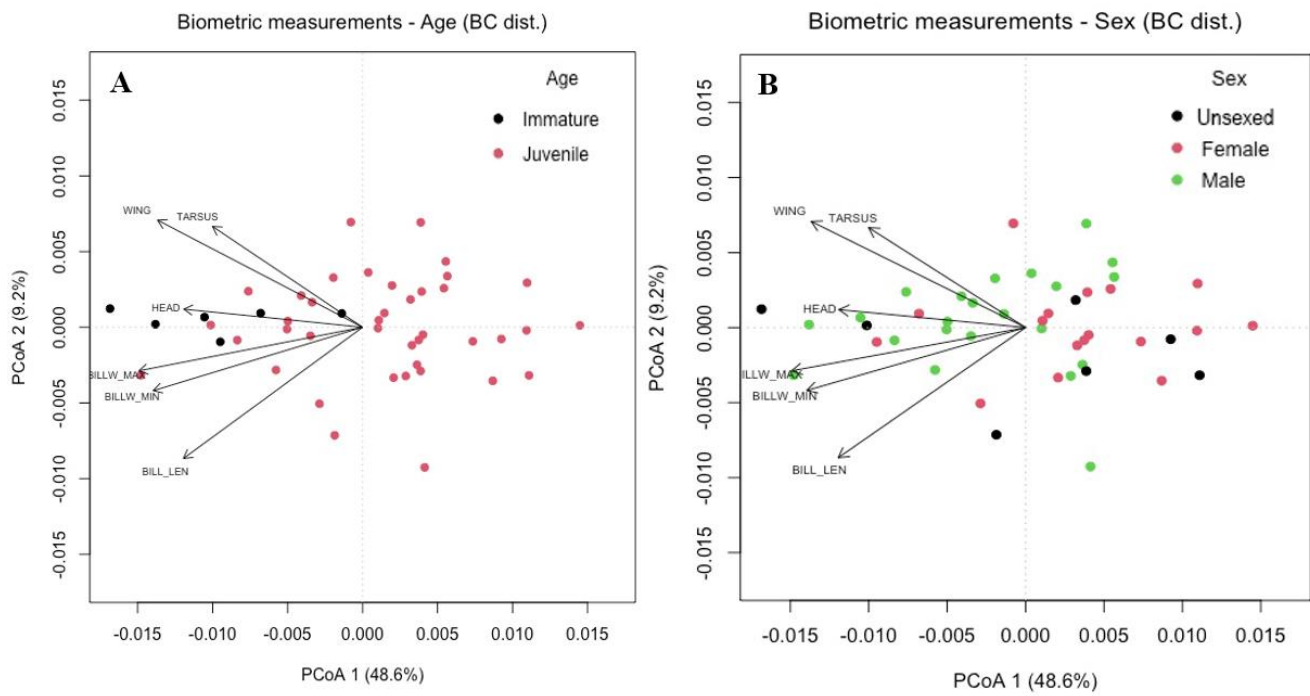 Biometric measurements - Age (BC dist.)
A
Age
Immature
Juvenile
0.015
0.010
0.005
0.000
-0.005
-0.010
-0.015
PCoA 2 (9.2%)
WING
TARSUS
HEAD
BILLW_MAX
BILLW_MIN
BILL_LEN
-0.015 -0.010 -0.005 0.000 0.005 0.010 0.015
PCoA 1 (48.6%)
Biometric measurements - Sex (BC dist.)
B
Sex
Unsexed
Female
Male
0.015
0.010
0.005
0.000
-0.005
-0.010
-0.015
PCoA 2 (9.2%)
WING
TARSUS
HEAD
ILLW_MAX
BILLW_MIN
BILL_LEN
-0.015 -0.010 -0.005 0.000 0.005 0.010 0.015
PCoA 1 (48.6%)